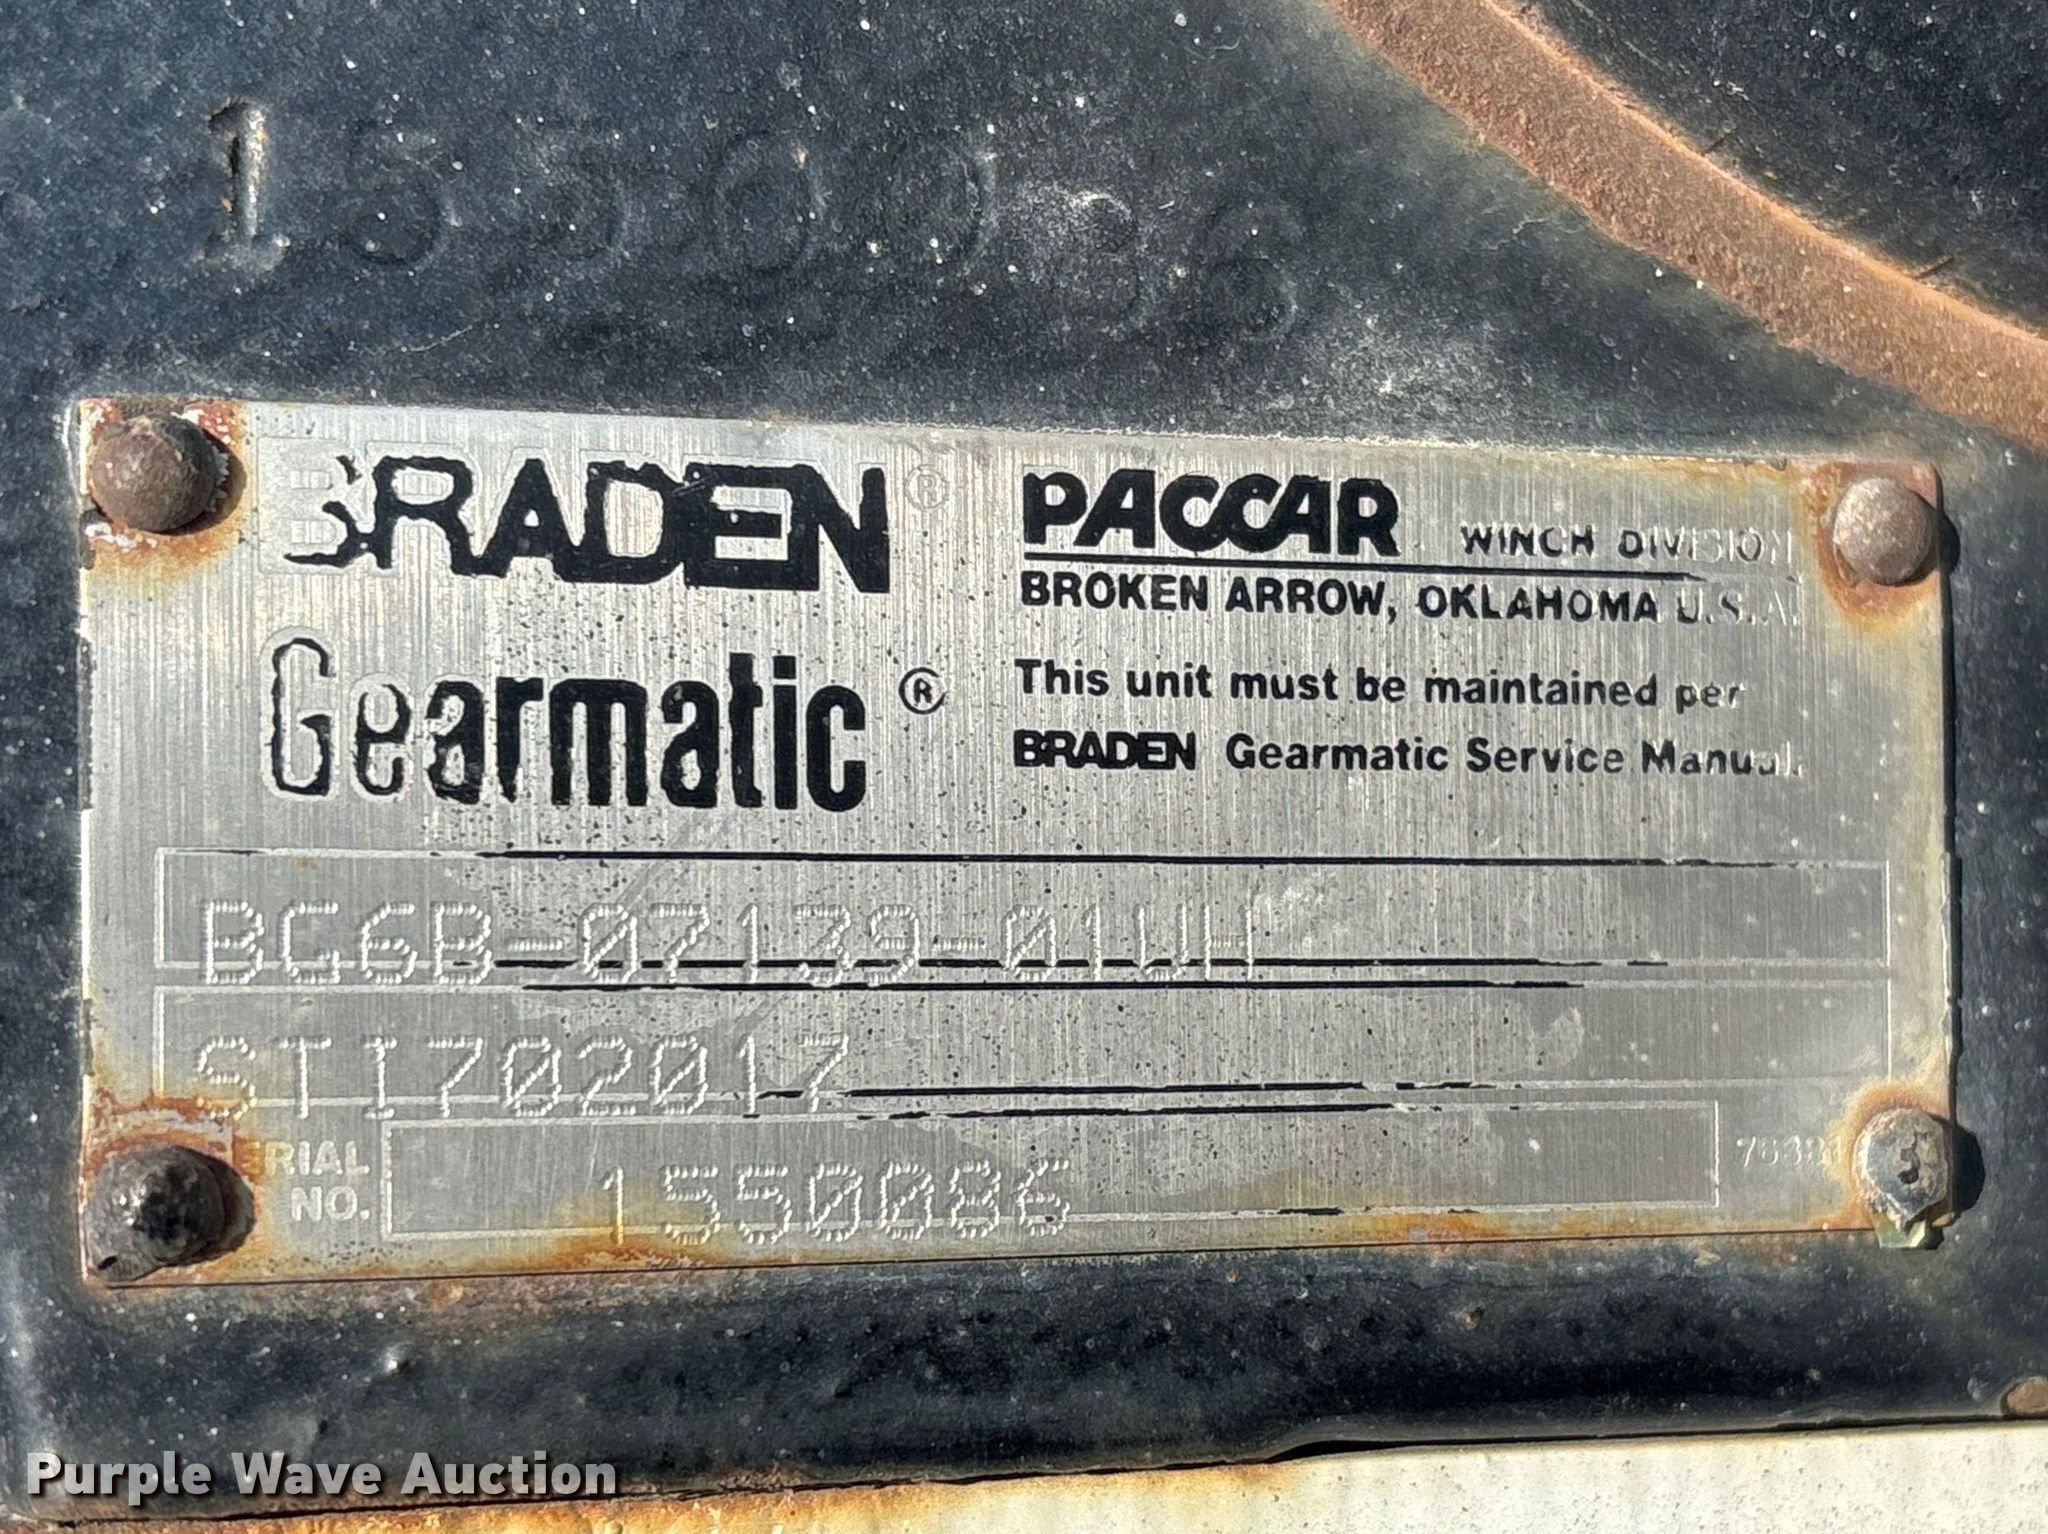 1550086
BRADEN®
PACCAR WINCH DIVISION
BROKEN ARROW, OKLAHOMA U.S.A.
Gearmatic®
This unit must be maintained per
BRADEN Gearmatic Service Manual.
BG6B-07139-01WH
STI702017
SERIAL NO. 1550086
Purple Wave Auction